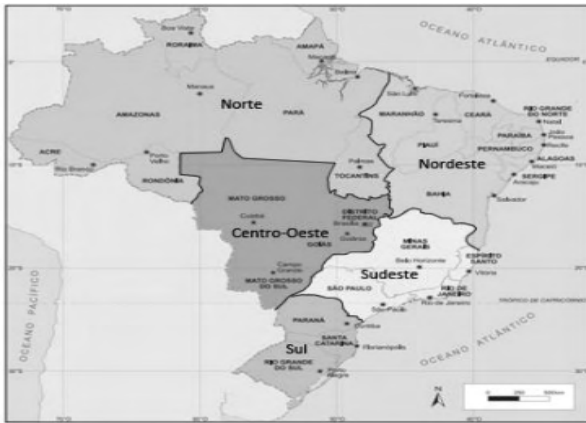 OCEANO ATLÂNTICO
Boa Vista
RORAIMA
AMAPÁ
Macapá
EQUADOR
Belém
São Luís
Manaus
Norte
AMAZONAS
PARÁ
MARANHÃO
Fortaleza
CEARÁ
Teresina
RIO GRANDE
DO NORTE
Natal
PARAÍBA
João
Pessoa
PIAUÍ
PERNAMBUCO
Recife
ACRE
Porto
Velho
Rio Branco
Nordeste
ALAGOAS
Maceió
Palmas
TOCANTINS
SERGIPE
Aracaju
RONDÔNIA
MATO GROSSO
BAHIA
Salvador
Cuiabá
DISTRITO
FEDERAL
Brasília
Centro-Oeste
Goiânia
GOIÁS
MINAS
GERAIS
Belo Horizonte
ESPÍRITO
SANTO
Vitória
Campo
Grande
MATO GROSSO
DO SUL
Sudeste
SÃO PAULO
RIO DE
JANEIRO
Rio de Janeiro
São Paulo
TRÓPICO DE CAPRICÓRNIO
OCEANO PACÍFICO
PARANÁ
Curitiba
SANTA
CATARINA
Florianópolis
Sul
RIO GRANDE
DO SUL
Porto
Alegre
OCEANO ATLÂNTICO
N